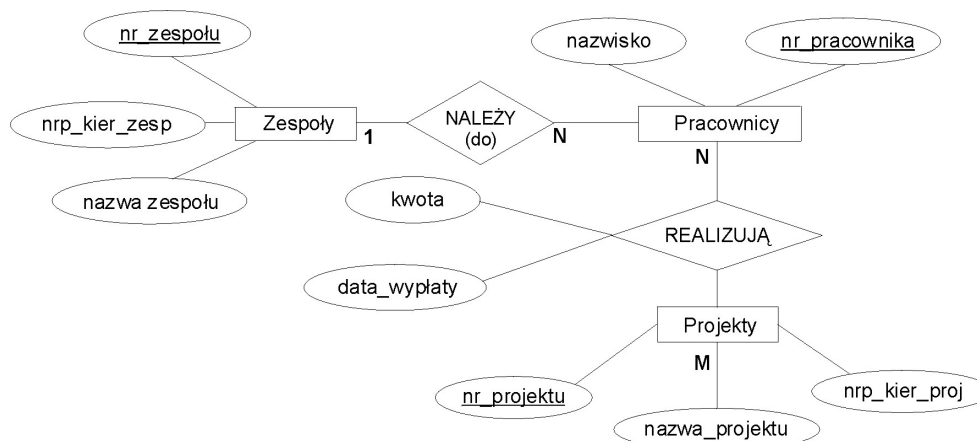 nr_zespołu
nazwisko
nr_pracownika
nrp_kier_zesp
Zespoły
1
NALEŻY
(do)
N
Pracownicy
N
nazwa zespołu
kwota
REALIZUJĄ
data_wypłaty
Projekty
M
nr_projektu
nazwa_projektu
nrp_kier_proj